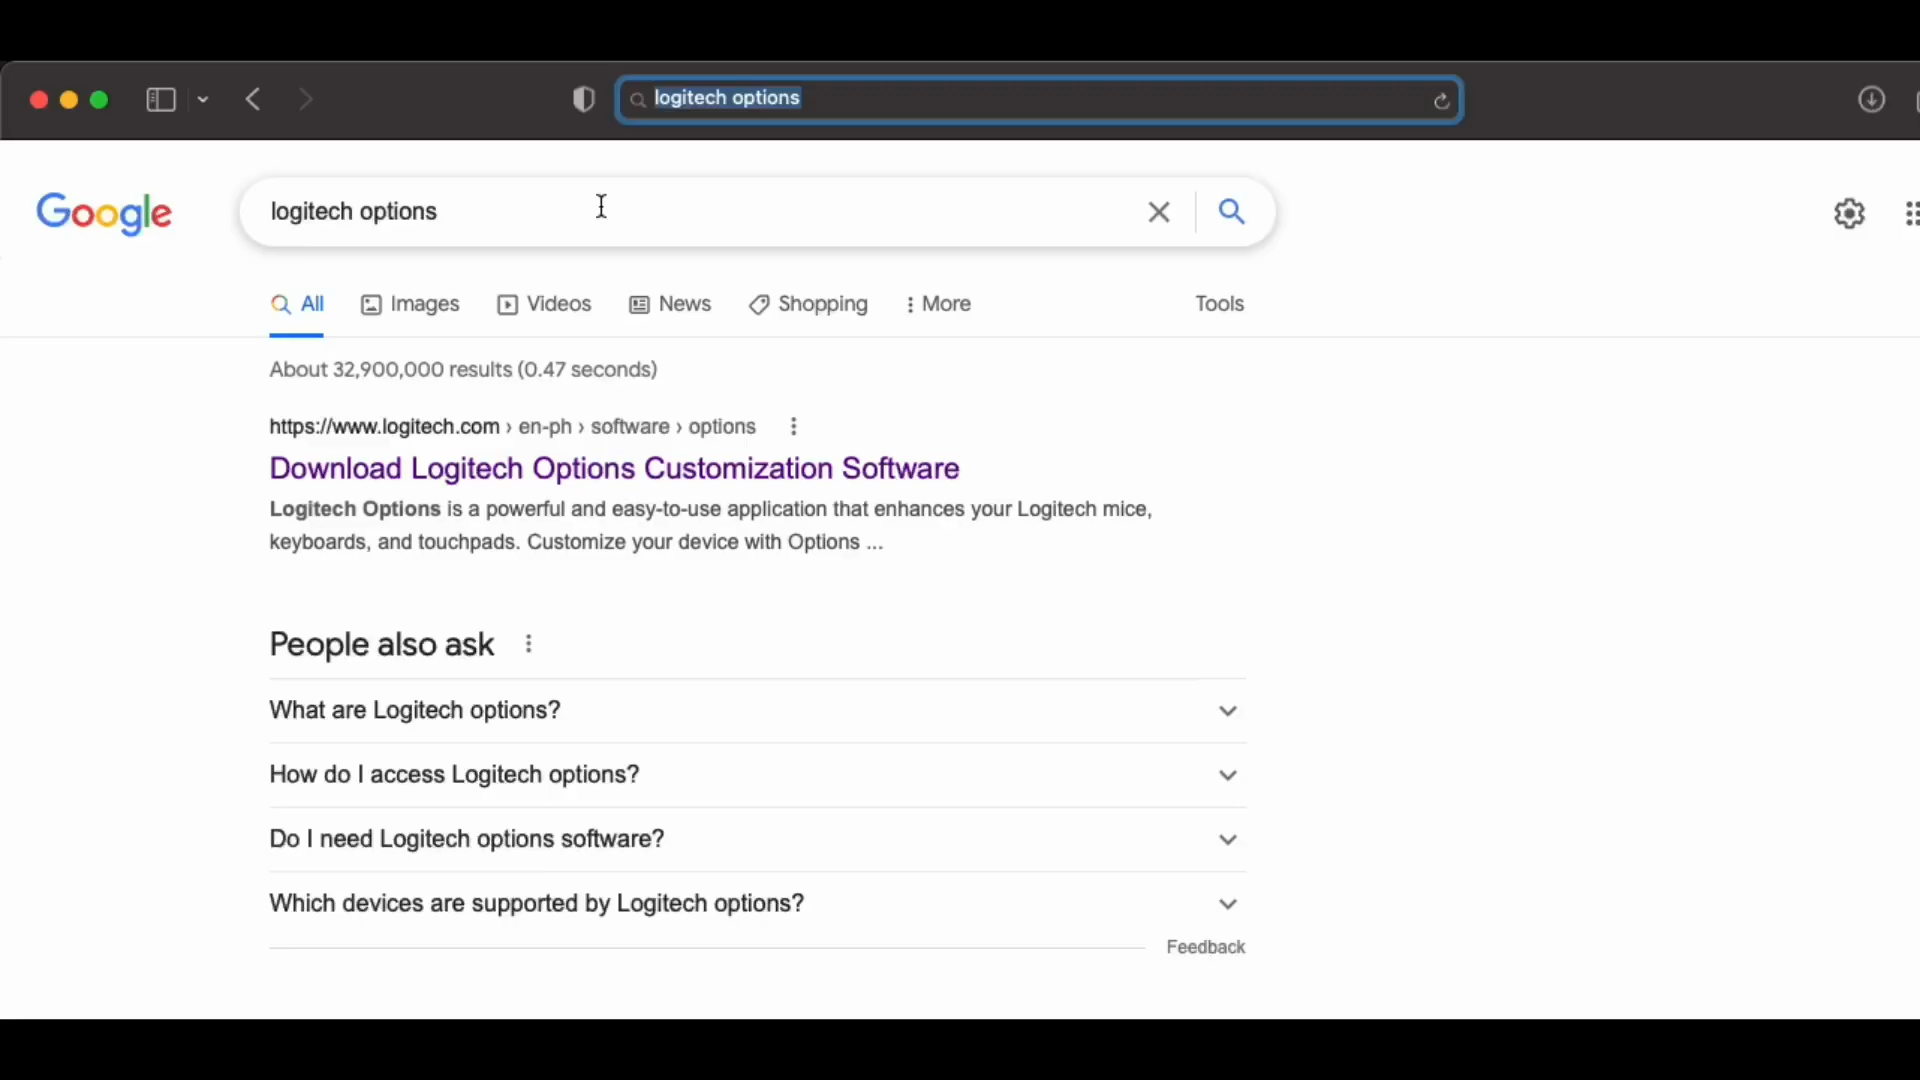 logitech options
Google
logitech options
All Images Videos News Shopping More Tools
About 32,900,000 results (0.47 seconds)
https://www.logitech.com › en-ph › software › options
Download Logitech Options Customization Software
Logitech Options is a powerful and easy-to-use application that enhances your Logitech mice,
keyboards, and touchpads. Customize your device with Options ...
People also ask
What are Logitech options?
How do I access Logitech options?
Do I need Logitech options software?
Which devices are supported by Logitech options?
Feedback